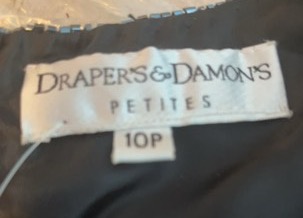 DRAPER'S & DAMON'S
PETITES
10P